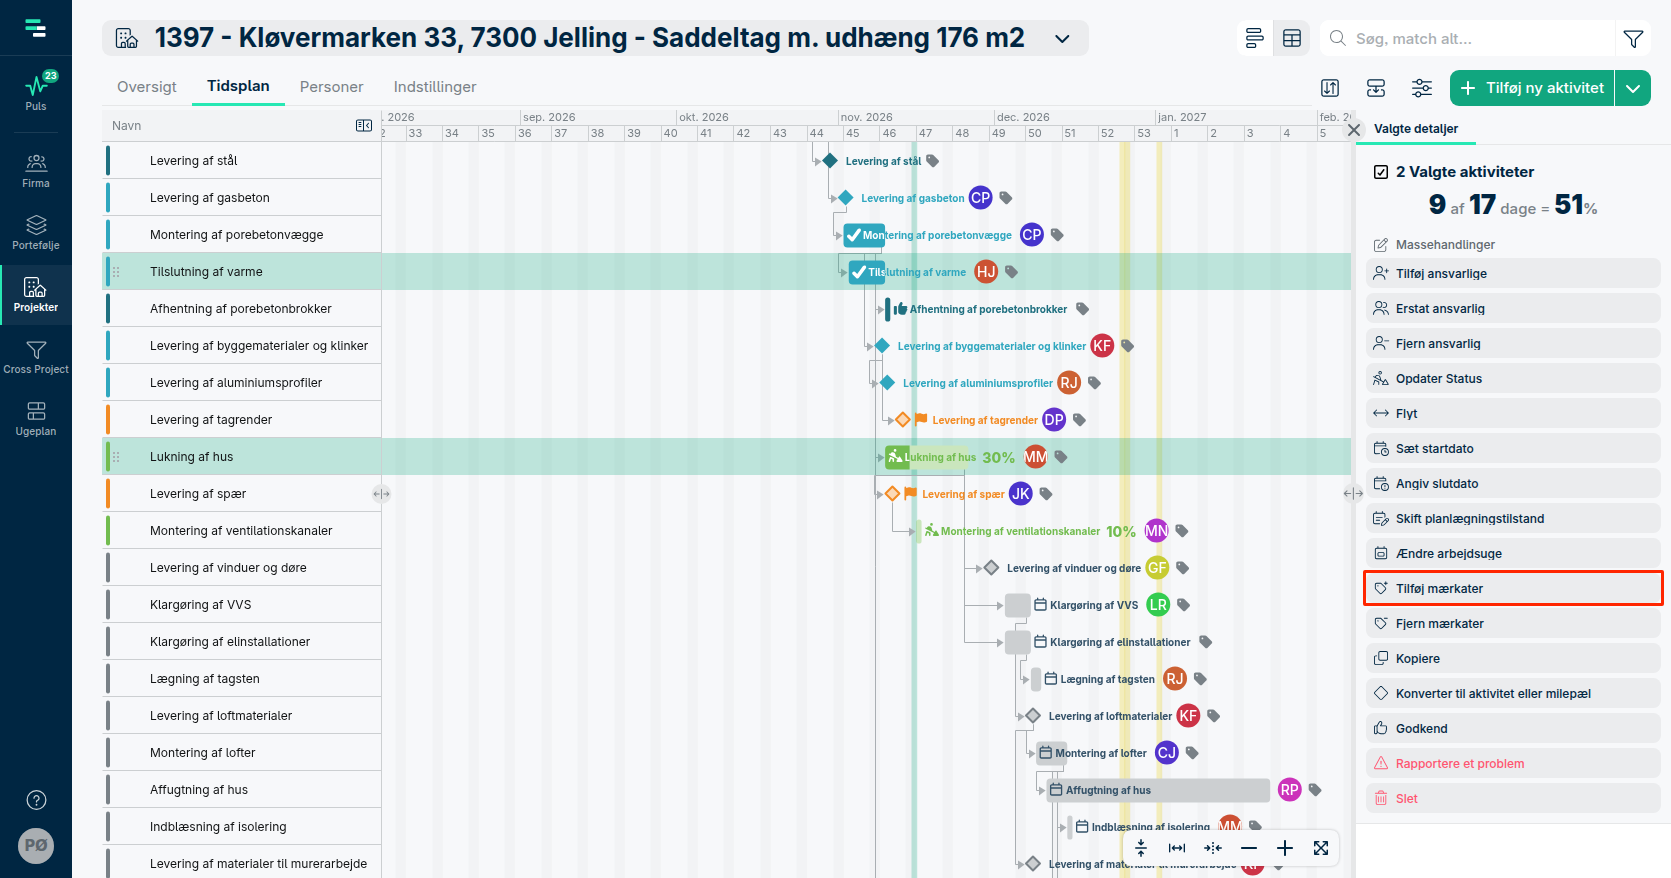 1397 - Kløvermarken 33, 7300 Jelling - Saddeltag m. udhæng 176 m2
Søg, match alt...
23
Puls
Firma
Portefølje
Projekter
Cross Project
Ugeplan
PØ
Oversigt
Tidsplan
Personer
Indstillinger
Tilføj ny aktivitet
Navn
. 2026
sep. 2026
okt. 2026
nov. 2026
dec. 2026
jan. 2027
feb. 2
2 33 34 35 36 37 38 39 40 41 42 43 44 45 46 47 48 49 50 51 52 53 1 2 3 4 5
Levering af stål
Levering af stål
Levering af gasbeton
Levering af gasbeton CP
Montering af porebetonvægge
Montering af porebetonvægge CP
Tilslutning af varme
Tilslutning af varme HJ
Afhentning af porebetonbrokker
Afhentning af porebetonbrokker
Levering af byggematerialer og klinker
Levering af byggematerialer og klinker KF
Levering af aluminiumsprofiler
Levering af aluminiumsprofiler RJ
Levering af tagrender
Levering af tagrender DP
Lukning af hus
Lukning af hus 30% MM
Levering af spær
Levering af spær JK
Montering af ventilationskanaler
Montering af ventilationskanaler 10% MN
Levering af vinduer og døre
Levering af vinduer og døre GF
Klargøring af VVS
Klargøring af VVS LR
Klargøring af elinstallationer
Klargøring af elinstallationer
Lægning af tagsten
Lægning af tagsten RJ
Levering af loftmaterialer
Levering af loftmaterialer KF
Montering af lofter
Montering af lofter CJ
Affugtning af hus
Affugtning af hus RP
Indblæsning af isolering
Indblæsning af isolering MM
Levering af materialer til murerarbejde
Levering af materialer til murerarbejde KF
Valgte detaljer
2 Valgte aktiviteter
9 af 17 dage = 51%
Massehandlinger
Tilføj ansvarlige
Erstat ansvarlig
Fjern ansvarlig
Opdater Status
Flyt
Sæt startdato
Angiv slutdato
Skift planlægningstilstand
Ændre arbejdsuge
Tilføj mærkater
Fjern mærkater
Kopiere
Konverter til aktivitet eller milepæl
Godkend
Rapportere et problem
Slet